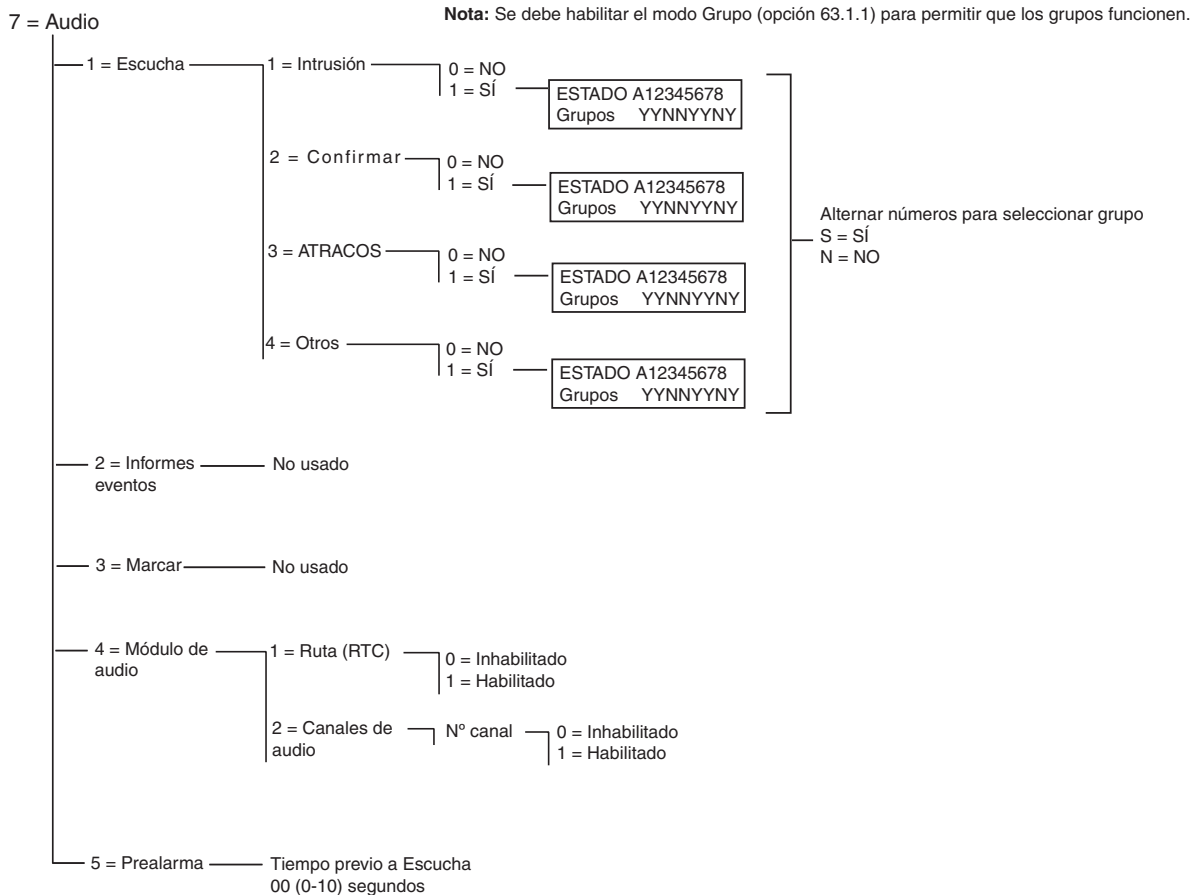 Nota: Se debe habilitar el modo Grupo (opción 63.1.1) para permitir que los grupos funcionen.
7 = Audio
1 = Escucha
1 = Intrusión
0 = NO
1 = SÍ
ESTADO A12345678
Grupos YYNNYYNY
2 = Confirmar
0 = NO
1 = SÍ
ESTADO A12345678
Grupos YYNNYYNY
3 = ATRACOS
0 = NO
1 = SÍ
ESTADO A12345678
Grupos YYNNYYNY
4 = Otros
0 = NO
1 = SÍ
ESTADO A12345678
Grupos YYNNYYNY
Alternar números para seleccionar grupo
S = SÍ
N = NO
2 = Informes
eventos
No usado
3 = Marcar
No usado
4 = Módulo de
audio
1 = Ruta (RTC)
0 = Inhabilitado
1 = Habilitado
2 = Canales de
audio
Nº canal
0 = Inhabilitado
1 = Habilitado
5 = Prealarma
Tiempo previo a Escucha
00 (0-10) segundos